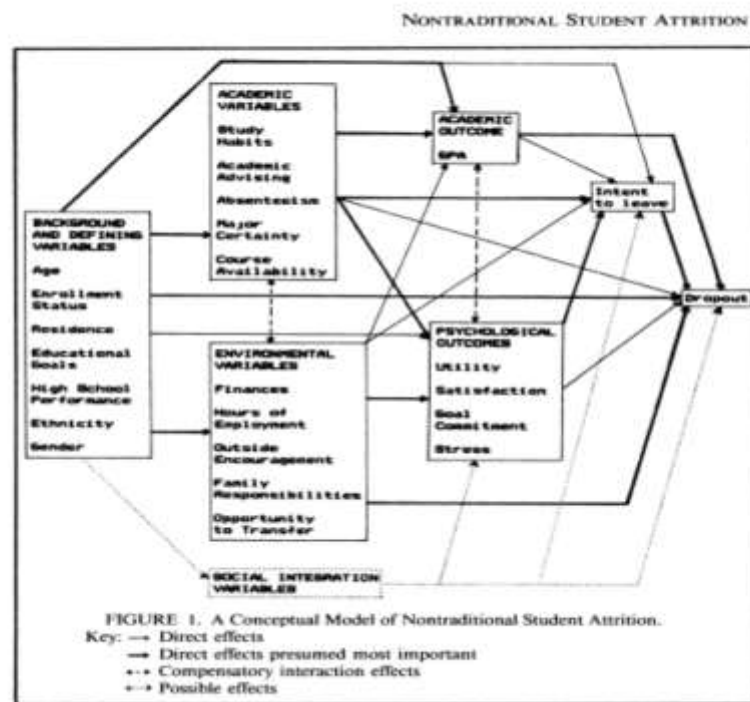 NONTRADITIONAL STUDENT ATTRITION
ACADEMIC
VARIABLES
Study
Habits
Academic
Advising
Absenteeism
Major
Certainty
Course
Availability
ACADEMIC
OUTCOME
GPA
Intent
to leave
BACKGROUND
AND DEFINING
VARIABLES
Age
Enrollment
Status
Residence
Educational
Goals
High School
Performance
Ethnicity
Gender
Dropout
ENVIRONMENTAL
VARIABLES
Finances
Hours of
Employment
Outside
Encouragement
Family
Responsibilities
Opportunity
to Transfer
PSYCHOLOGICAL
OUTCOMES
Utility
Satisfaction
Goal
Commitment
Stress
SOCIAL INTEGRATION
VARIABLES
FIGURE 1. A Conceptual Model of Nontraditional Student Attrition.
Key: → Direct effects
→ Direct effects presumed most important
Compensatory interaction effects
Possible effects